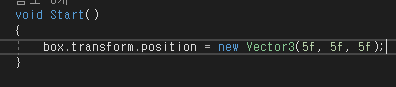 void Start()
{
box.transform.position = new Vector3(5f, 5f, 5f);
}